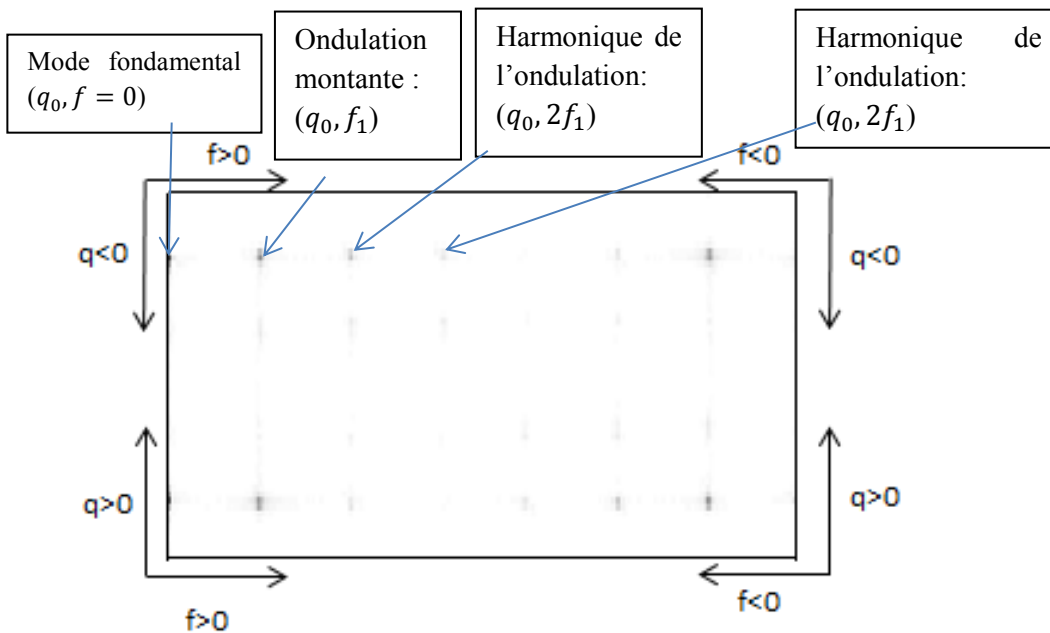 Mode fondamental
(q₀, f = 0)
Ondulation
montante :
(q₀, f₁)
Harmonique de
l’ondulation:
(q₀, 2f₁)
Harmonique de
l’ondulation:
(q₀, 2f₁)
f>0
f<0
q<0
q<0
q>0
q>0
f>0
f<0